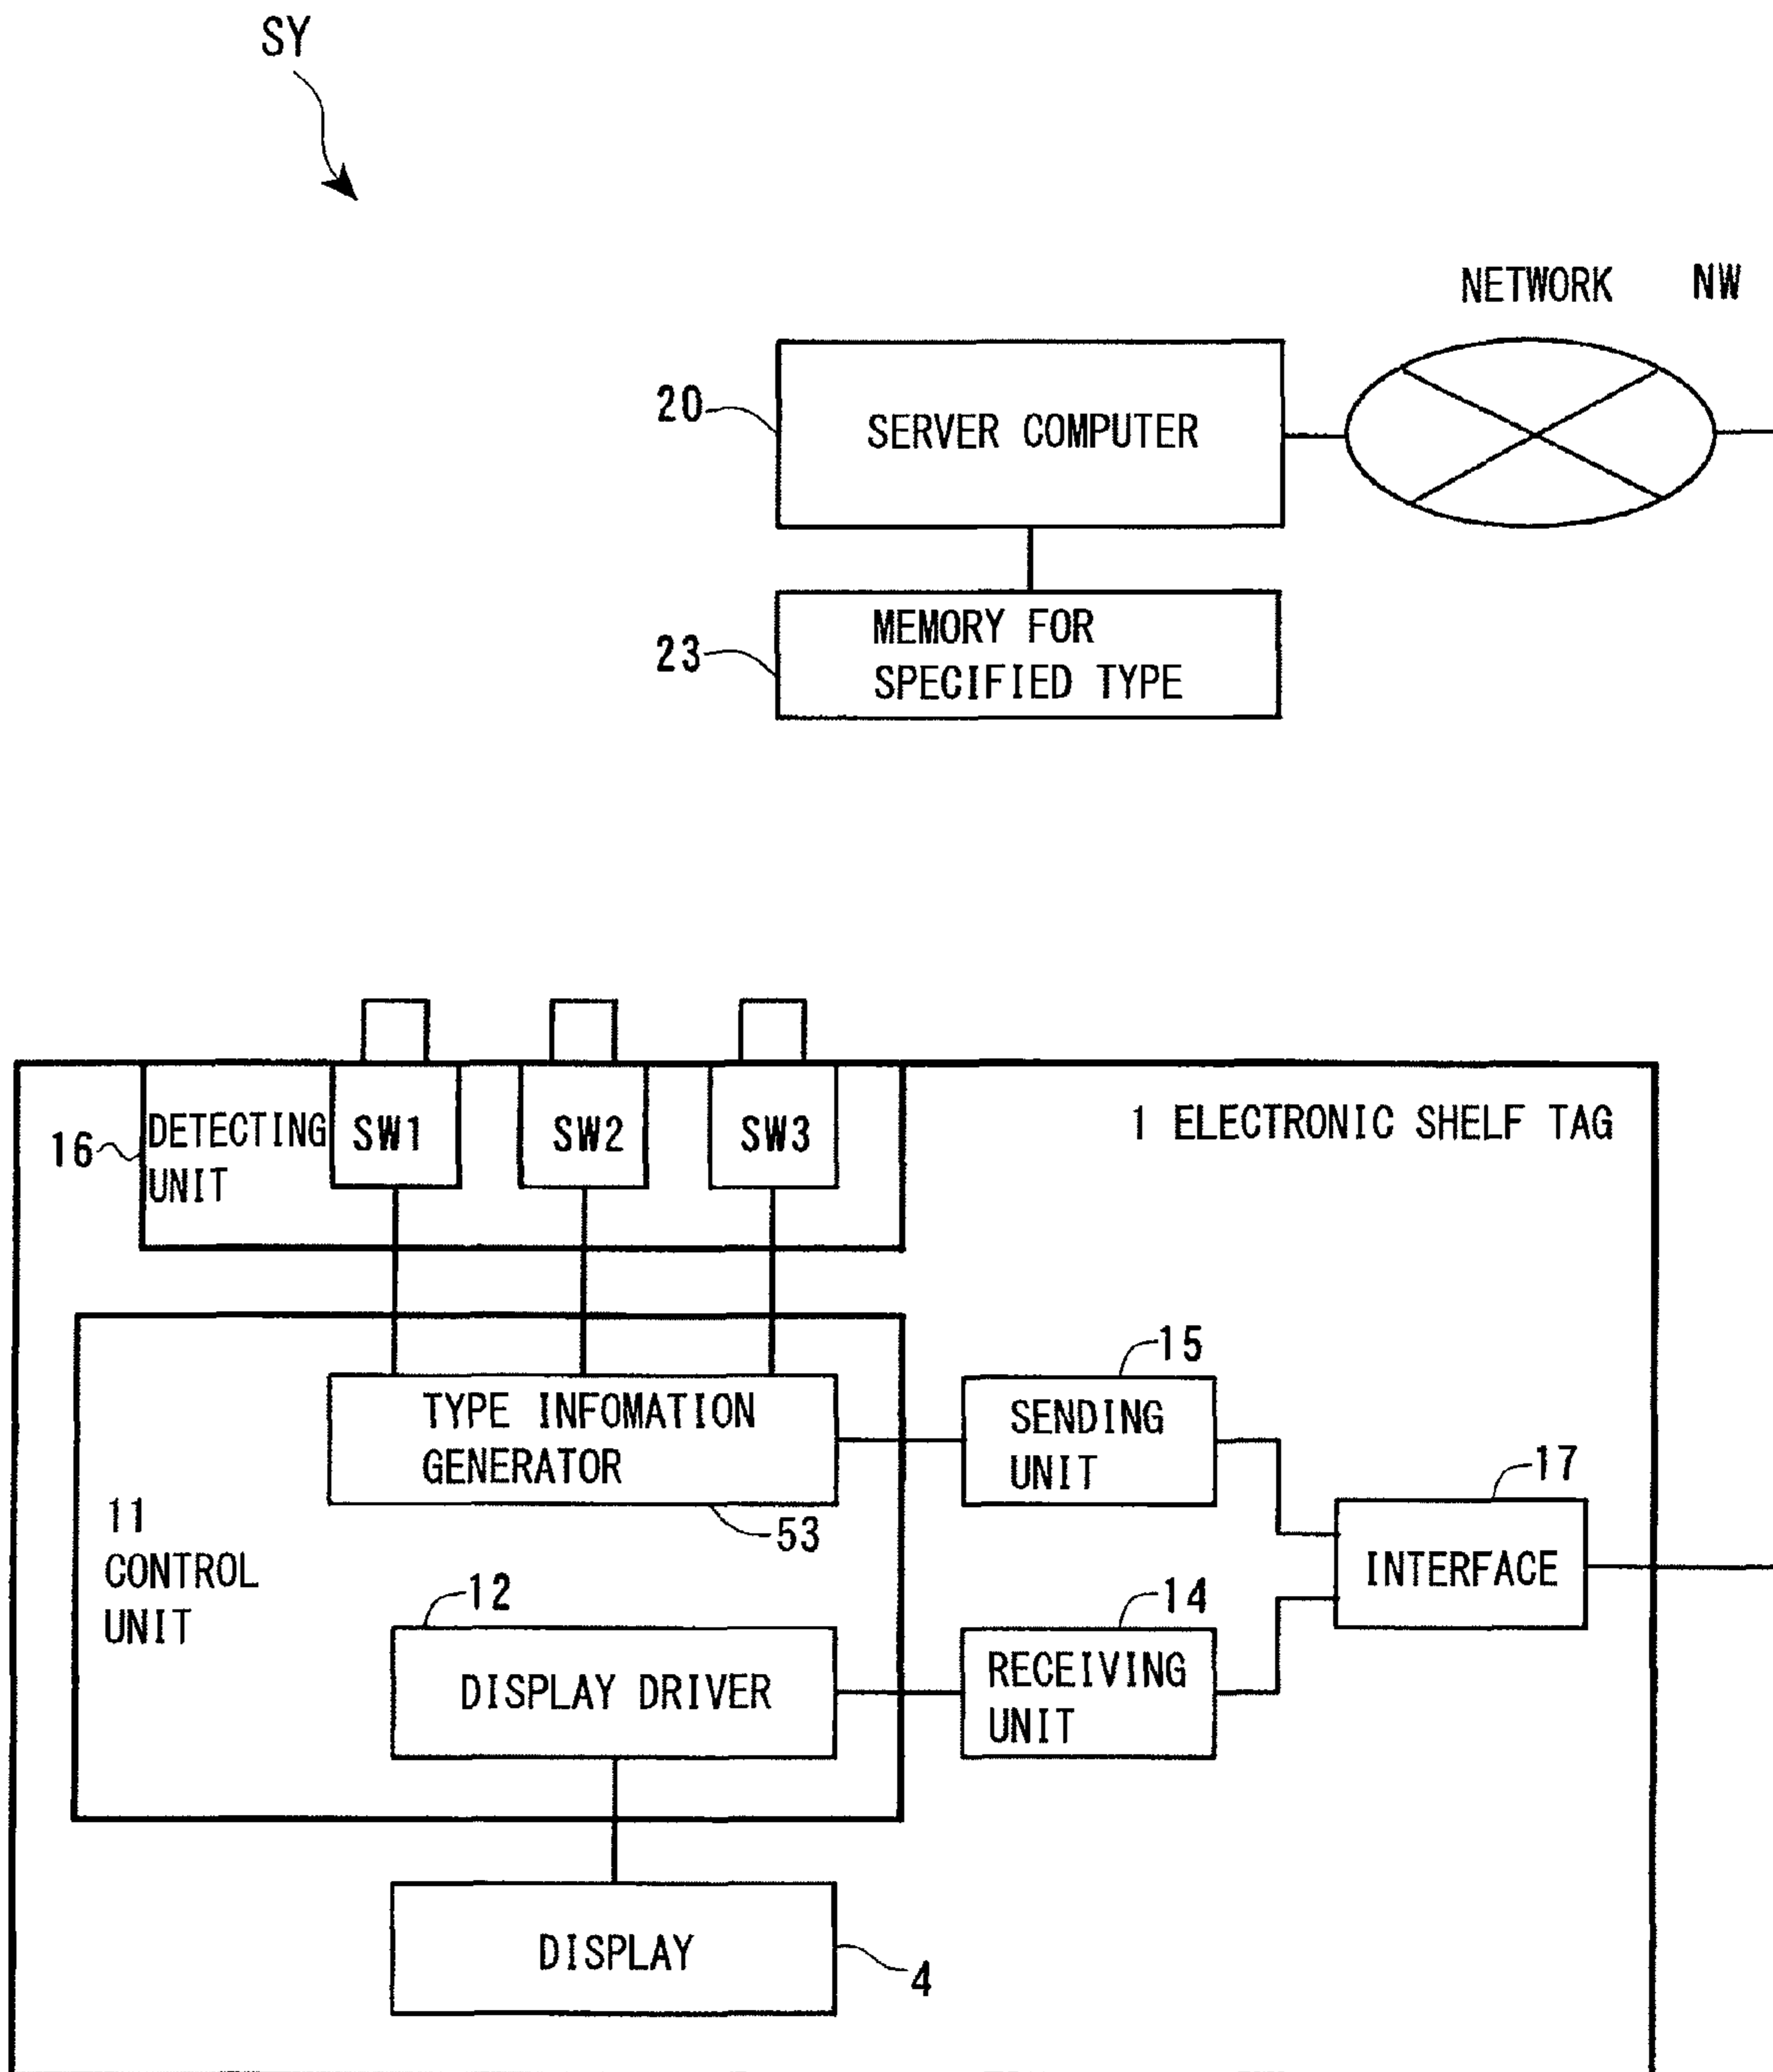 SY
NETWORK NW
20
SERVER COMPUTER
23
MEMORY FOR
SPECIFIED TYPE
16
DETECTING
UNIT
SW1
SW2
SW3
1 ELECTRONIC SHELF TAG
15
TYPE INFOMATION
GENERATOR
53
SENDING
UNIT
17
INTERFACE
11
CONTROL
UNIT
12
DISPLAY DRIVER
14
RECEIVING
UNIT
DISPLAY
4